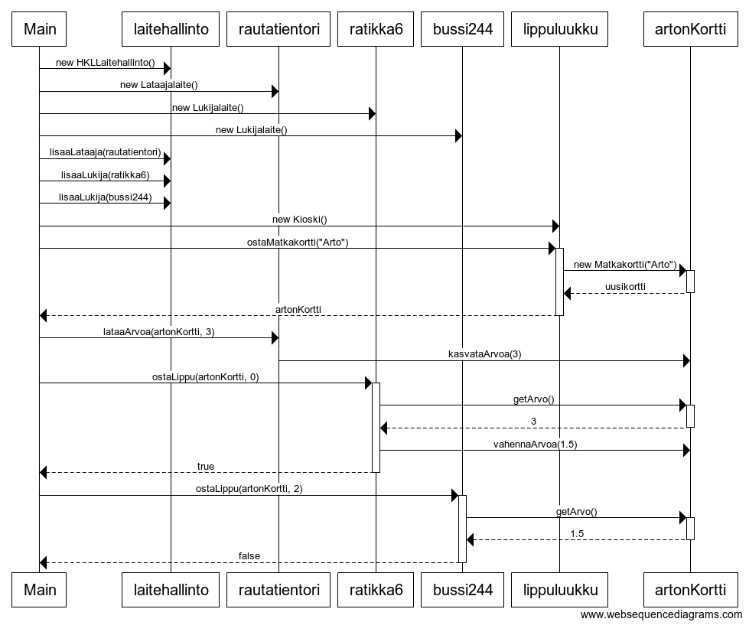 Main laitehallinto rautatientori ratikka6 bussi244 lippuluukku artonKortti
new HKLLaitehallinto()
new Lataajalaite()
new Lukijalaite()
new Lukijalaite()
lisaaLataaja(rautatientori)
lisaaLukija(ratikka6)
lisaaLukija(bussi244)
new Kioski()
ostaMatkakortti("Arto")
new Matkakortti("Arto")
uusikortti
artonKortti
lataaArvoa(artonKortti, 3)
kasvataArvoa(3)
ostaLippu(artonKortti, 0)
getArvo()
3
vahennaArvoa(1.5)
true
ostaLippu(artonKortti, 2)
getArvo()
1.5
false
Main laitehallinto rautatientori ratikka6 bussi244 lippuluukku artonKortti
www.websequencediagrams.com